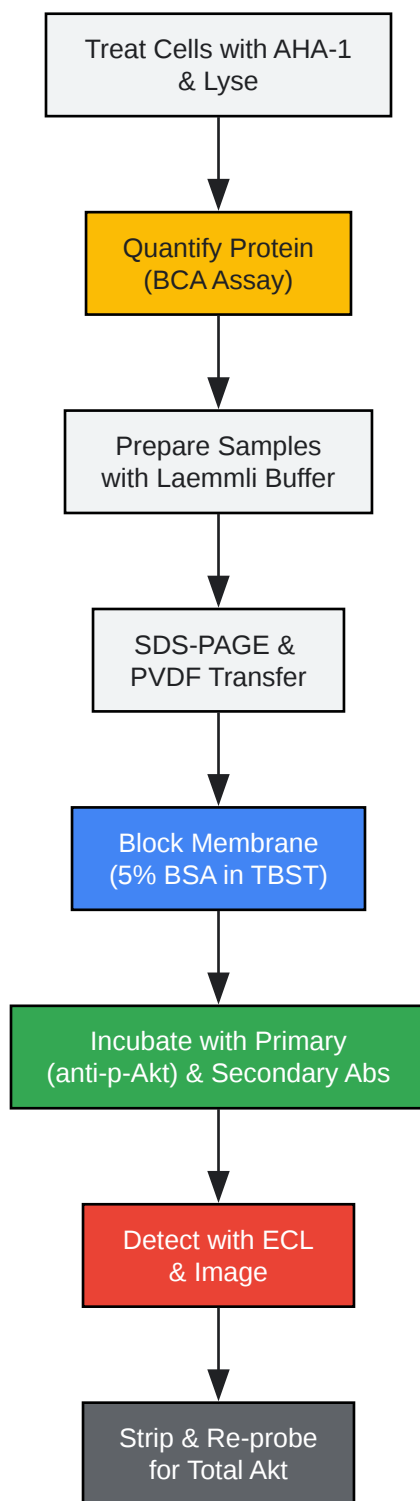 Treat Cells with AHA-1
& Lyse
Quantify Protein
(BCA Assay)
Prepare Samples
with Laemmli Buffer
SDS-PAGE &
PVDF Transfer
Block Membrane
(5% BSA in TBST)
Incubate with Primary
(anti-p-Akt) & Secondary Abs
Detect with ECL
& Image
Strip & Re-probe
for Total Akt